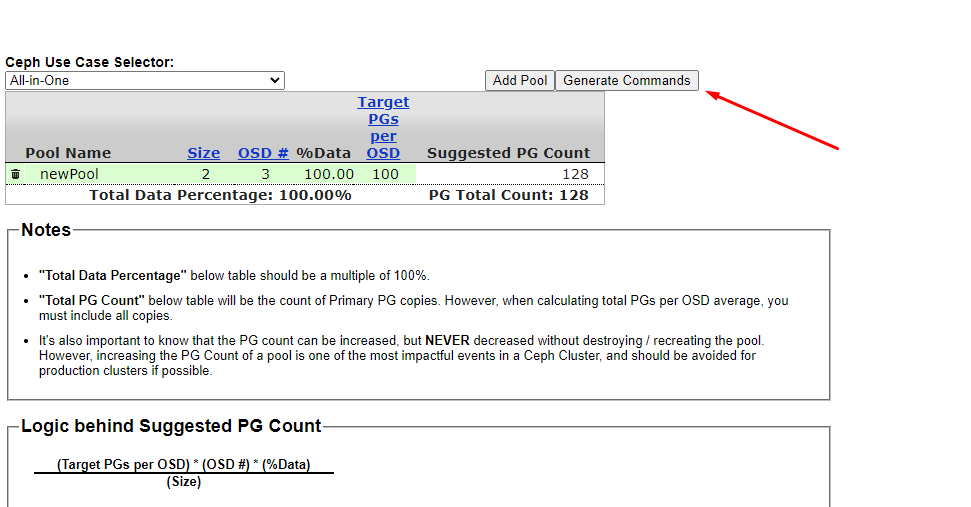 Ceph Use Case Selector:
All-in-One
Add Pool Generate Commands
Target
PGs
per
Pool Name Size OSD # %Data OSD Suggested PG Count
newPool 2 3 100.00 100 128
Total Data Percentage: 100.00% PG Total Count: 128
Notes
• "Total Data Percentage" below table should be a multiple of 100%.
• "Total PG Count" below table will be the count of Primary PG copies. However, when calculating total PGs per OSD average, you
must include all copies.
• It's also important to know that the PG count can be increased, but NEVER decreased without destroying / recreating the pool.
However, increasing the PG Count of a pool is one of the most impactful events in a Ceph Cluster, and should be avoided for
production clusters if possible.
Logic behind Suggested PG Count
(Target PGs per OSD) * (OSD #) * (%Data)
(Size)